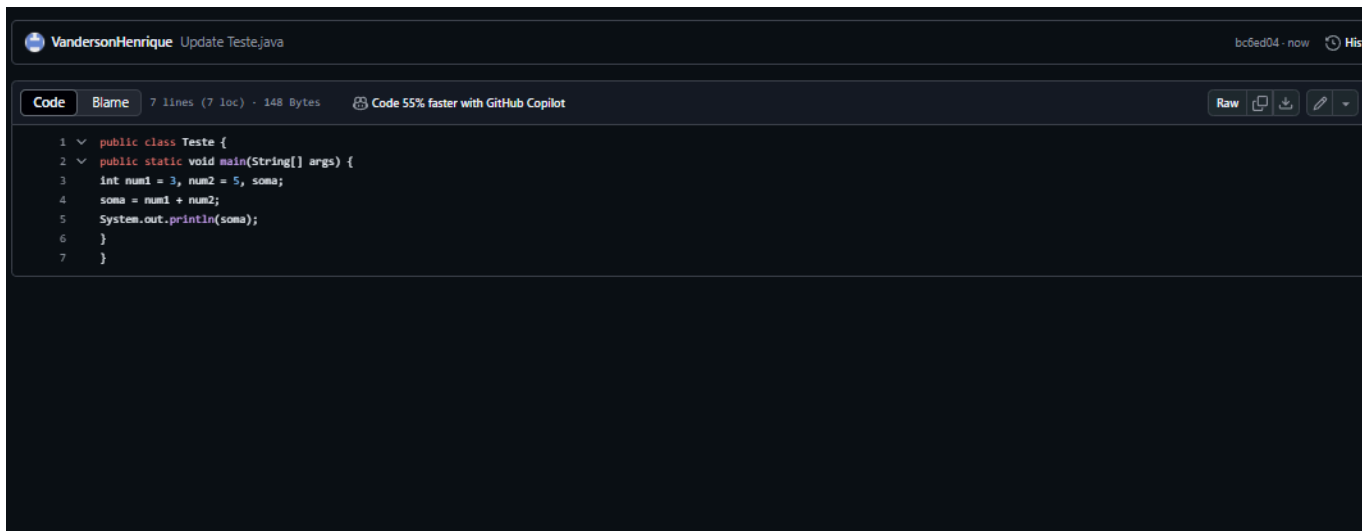 VandersonHenrique Update Teste.java bc6ed04 · now His
Code Blame 7 lines (7 loc) · 148 Bytes Code 55% faster with GitHub Copilot Raw
1 public class Teste {
2 public static void main(String[] args) {
3 int num1 = 3, num2 = 5, soma;
4 soma = num1 + num2;
5 System.out.println(soma);
6 }
7 }